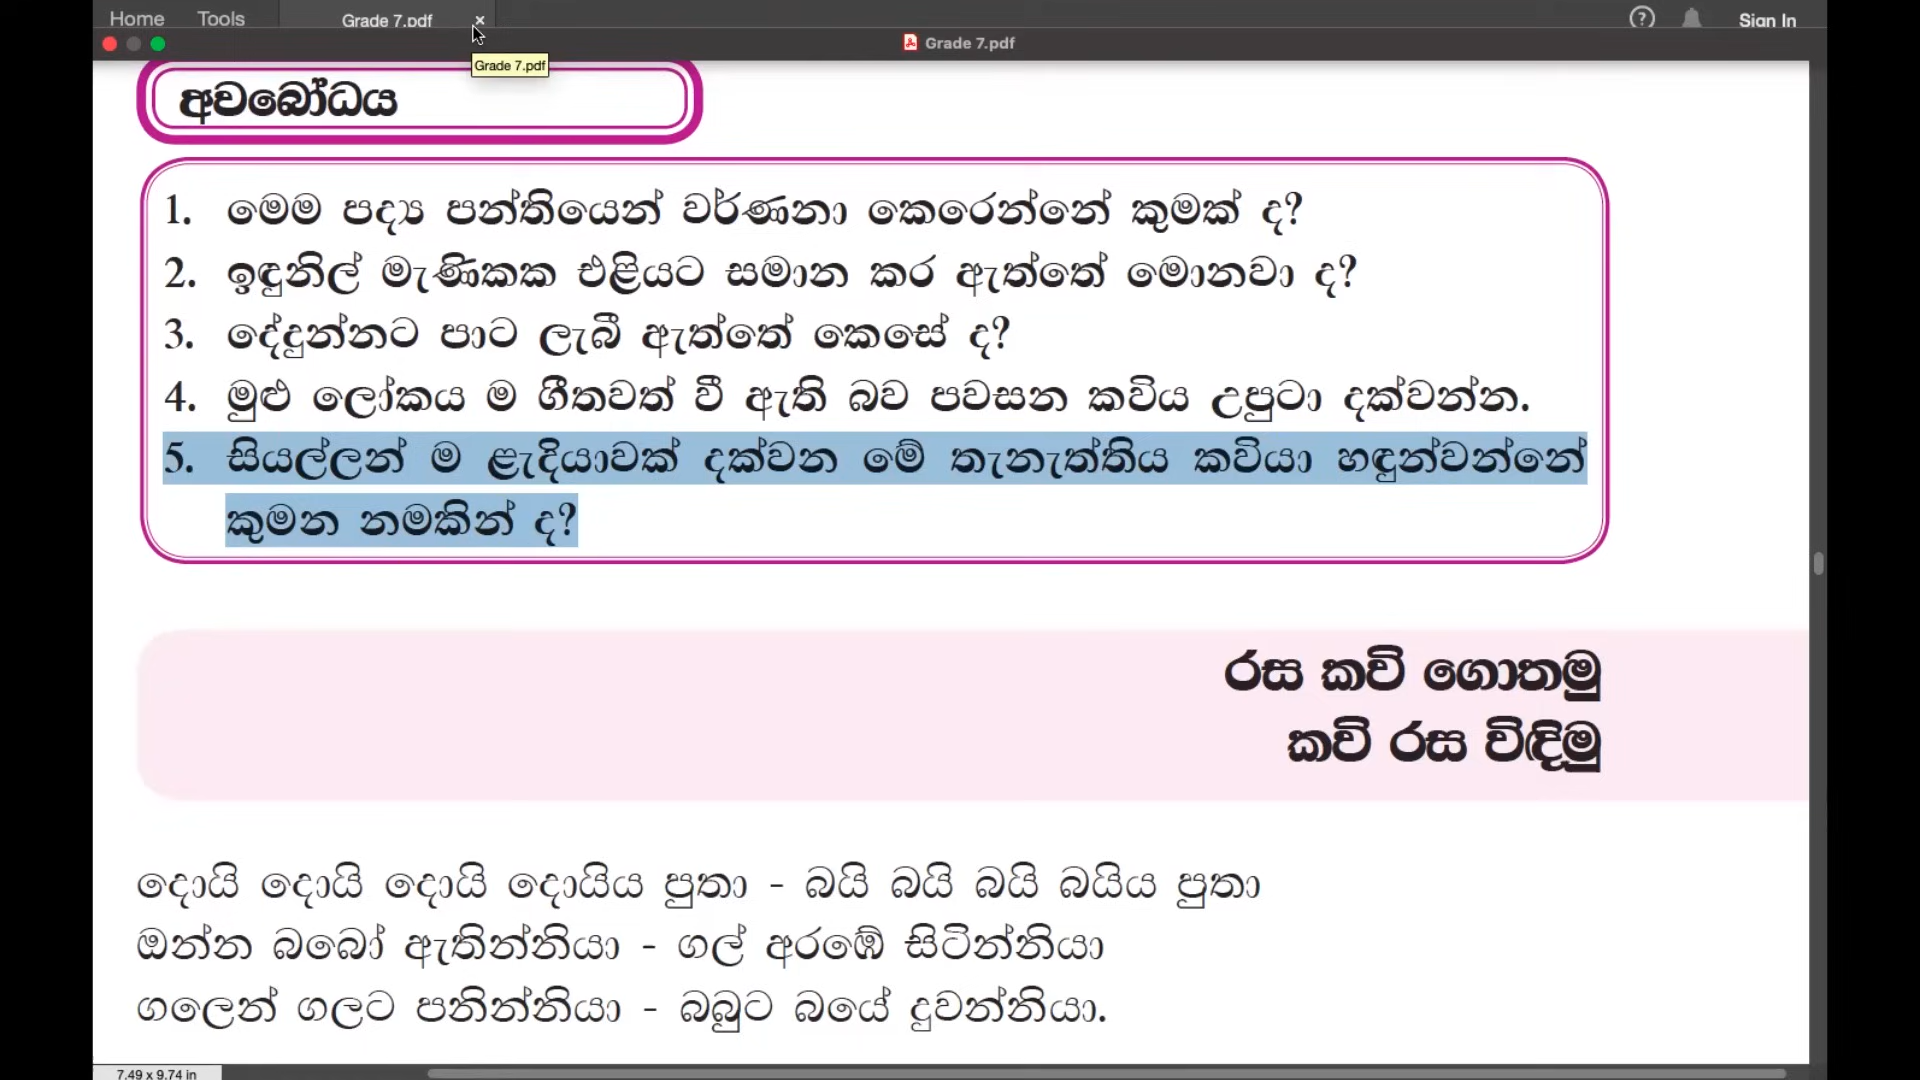 Home Tools Grade 7.pdf × ? Sign In
Grade 7.pdf
Grade 7.pdf
අවබෝධය
1. මෙම පද්‍ය පන්තියෙන් වර්ණනා කෙරෙන්නේ කුමක් ද?
2. ඉඳුනිල් මැණිකක එළියට සමාන කර ඇත්තේ මොනවා ද?
3. දේදුන්නට පාට ලැබී ඇත්තේ කෙසේ ද?
4. මුළු ලෝකය ම ගීතවත් වී ඇති බව පවසන කවිය උපුටා දක්වන්න.
5. සියල්ලන් ම ළැදියාවක් දක්වන මේ තැනැත්තිය කවියා හඳුන්වන්නේ
කුමන නමකින් ද?
රස කවි ගොතමු
කවි රස විඳිමු
දොයි දොයි දොයි දොයිය පුතා - බයි බයි බයි බයිය පුතා
ඔන්න බබෝ ඇතින්නියා - ගල් අරඹේ සිටින්නියා
ගලෙන් ගලට පනින්නියා - බබුට බයේ දුවන්නියා.
7.49 x 9.74 in